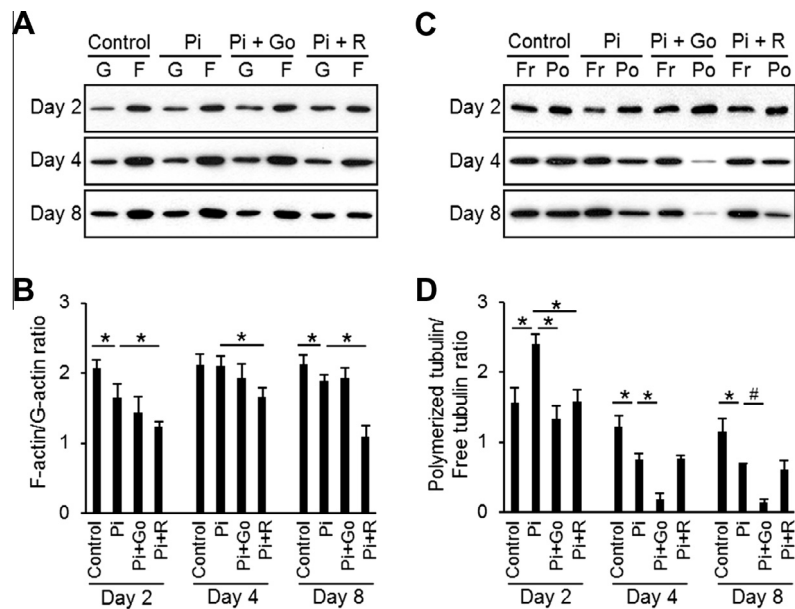 A
Control Pi Pi + Go Pi + R
G F G F G F G F
Day 2
Day 4
Day 8
B
F-actin/G-actin ratio
3
2
1
0
* * * * *
Control Pi Pi+Go Pi+R Control Pi Pi+Go Pi+R Control Pi Pi+Go Pi+R
Day 2 Day 4 Day 8
C
Control Pi Pi + Go Pi + R
Fr Po Fr Po Fr Po Fr Po
Day 2
Day 4
Day 8
D
Polymerized tubulin/
Free tubulin ratio
3
2
1
0
*
* * * * * #
Control Pi Pi+Go Pi+R Control Pi Pi+Go Pi+R Control Pi Pi+Go Pi+R
Day 2 Day 4 Day 8